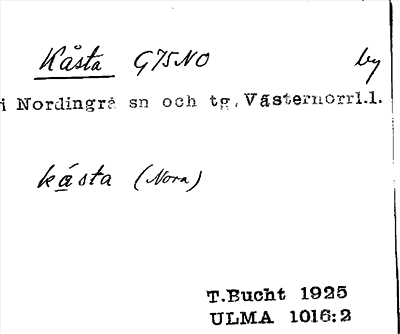 Kåsta G75NO by
i Nordingrå sn och tg, Västernorrl.l.
kåsta (Nora)
T.Bucht 1925
ULMA 1016:2